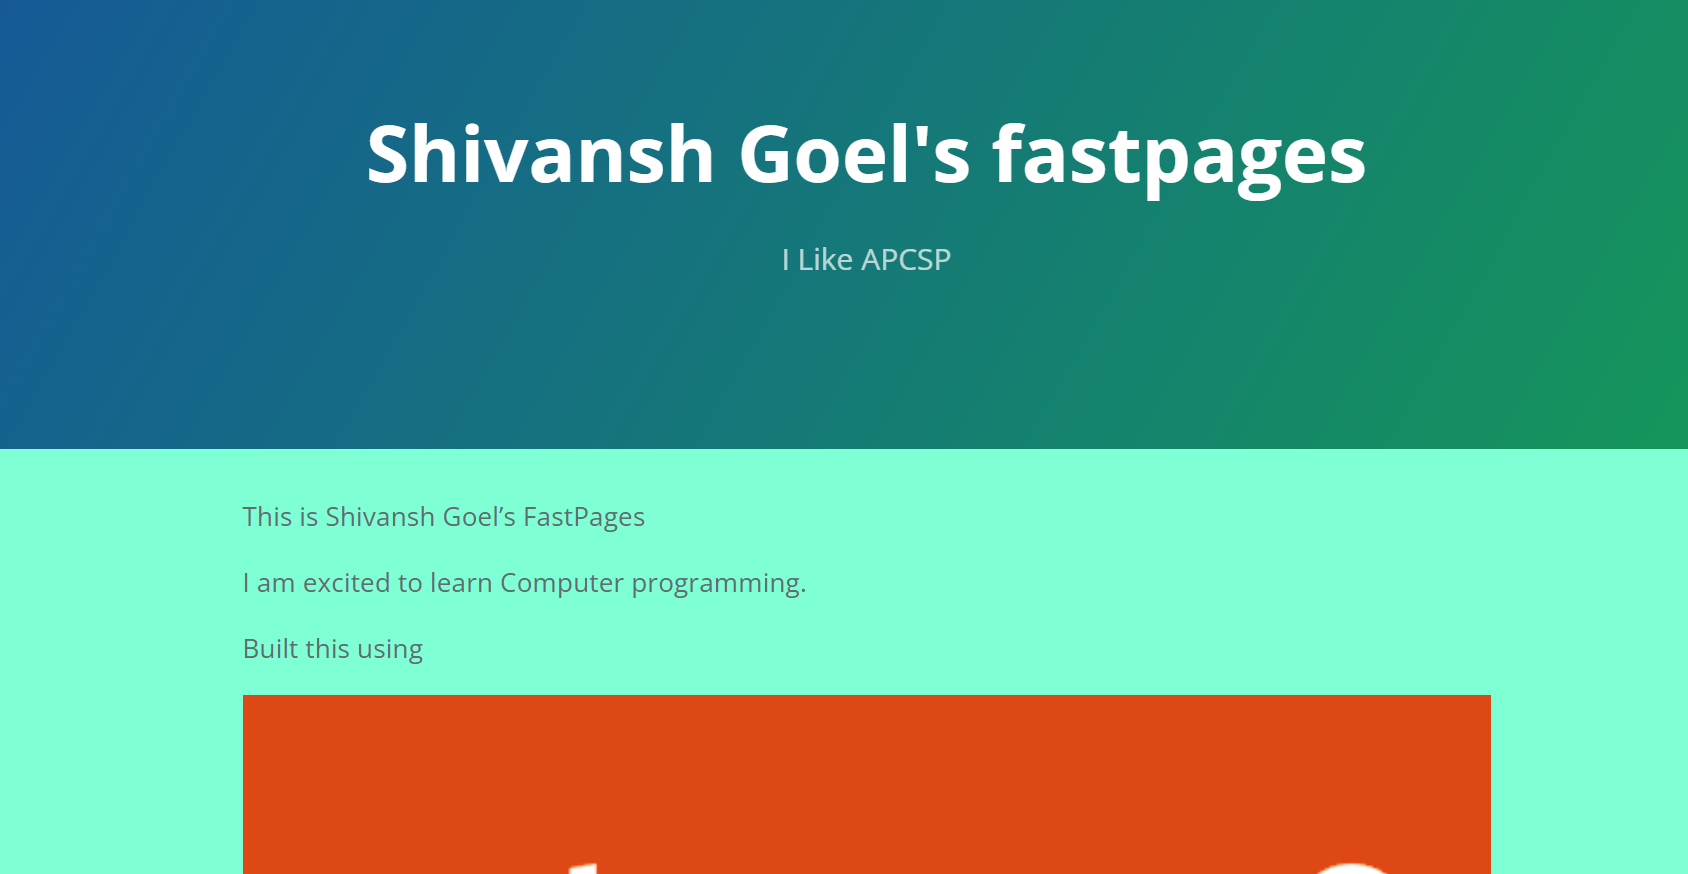 Shivansh Goel's fastpages
I Like APCSP
This is Shivansh Goel’s FastPages
I am excited to learn Computer programming.
Built this using